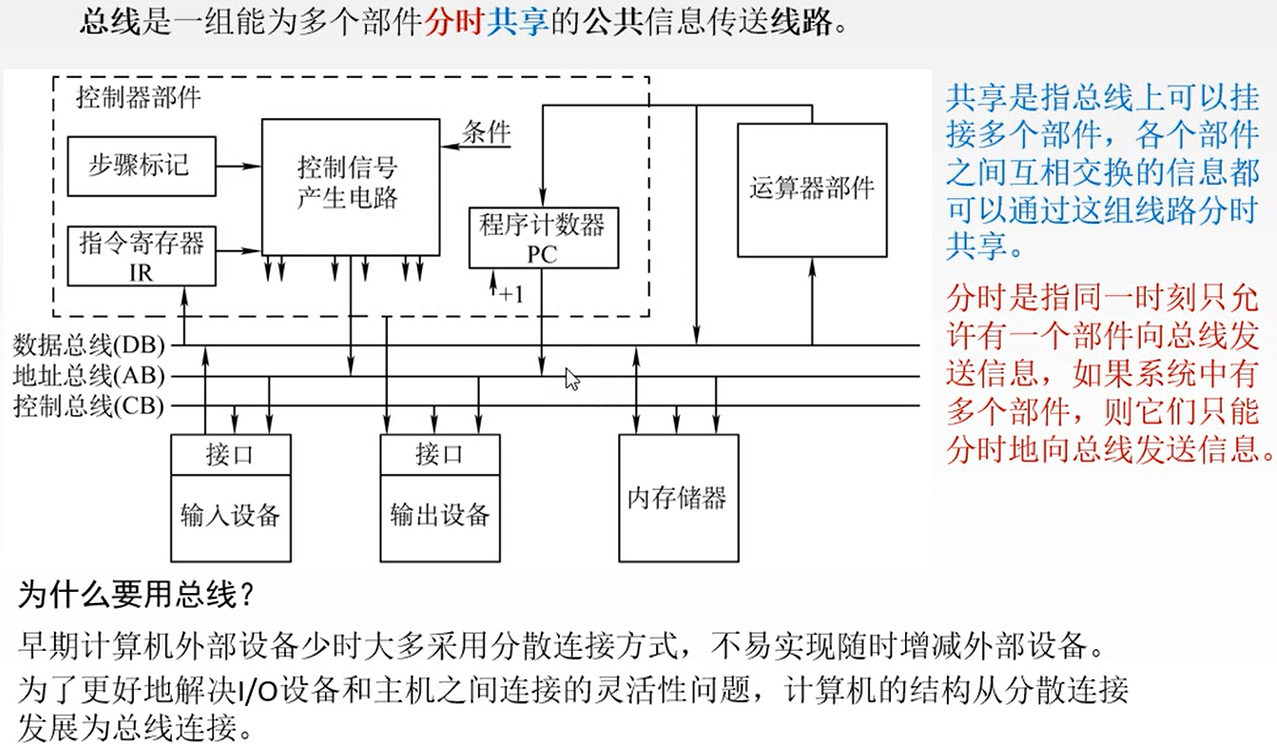 总线是一组能为多个部件分时共享的公共信息传送线路。
控制器部件
步骤标记
控制信号
产生电路
条件
指令寄存器
IR
程序计数器
PC
+1
运算器部件
数据总线(DB)
地址总线(AB)
控制总线(CB)
接口
输入设备
接口
输出设备
内存储器
共享是指总线上可以挂
接多个部件，各个部件
之间互相交换的信息都
可以通过这组线路分时
共享。
分时是指同一时刻只允
许有一个部件向总线发
送信息，如果系统中有
多个部件，则它们只能
分时地向总线发送信息。
为什么要用总线？
早期计算机外部设备少时大多采用分散连接方式，不易实现随时增减外部设备。
为了更好地解决I/O设备和主机之间连接的灵活性问题，计算机的结构从分散连接
发展为总线连接。